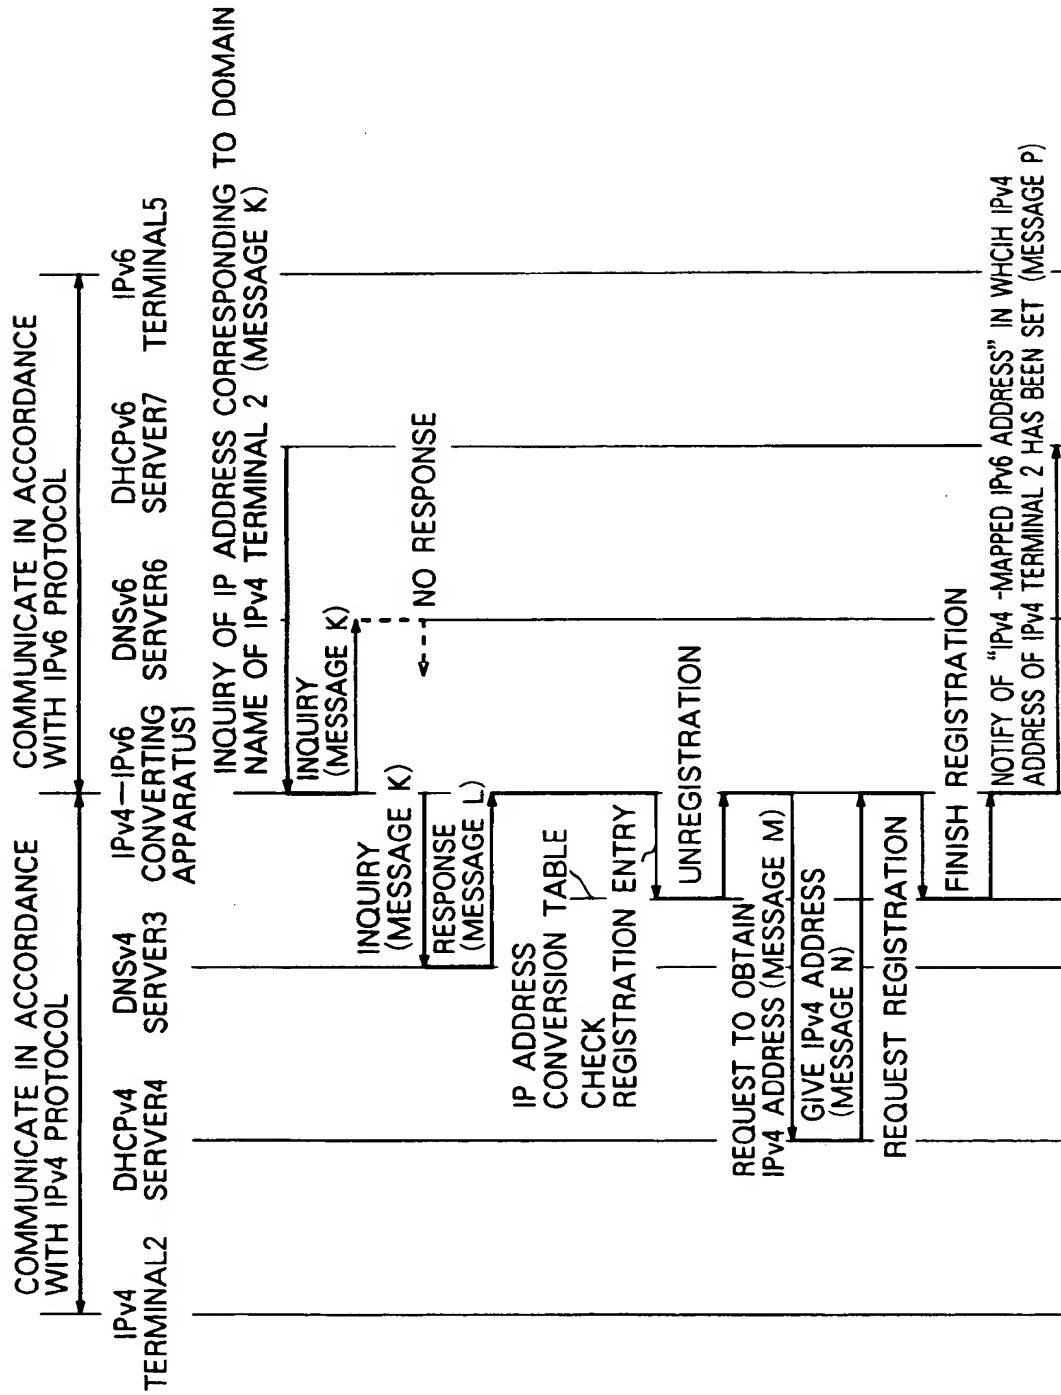 COMMUNICATE IN ACCORDANCE
WITH IPv4 PROTOCOL
COMMUNICATE IN ACCORDANCE
WITH IPv6 PROTOCOL
IPv4
TERMINAL2
DHCPv4
SERVER4
DNSv4
SERVER3
IPv4—IPv6
CONVERTING
APPARATUS1
DNSv6
SERVER6
DHCPv6
SERVER7
IPv6
TERMINAL5
INQUIRY OF IP ADDRESS CORRESPONDING TO DOMAIN
NAME OF IPv4 TERMINAL 2 (MESSAGE K)
INQUIRY
(MESSAGE K)
NO RESPONSE
INQUIRY
(MESSAGE K)
RESPONSE
(MESSAGE L)
IP ADDRESS
CONVERSION TABLE
CHECK
REGISTRATION ENTRY
UNREGISTRATION
REQUEST TO OBTAIN
IPv4 ADDRESS (MESSAGE M)
GIVE IPv4 ADDRESS
(MESSAGE N)
REQUEST REGISTRATION
FINISH REGISTRATION
NOTIFY OF "IPv4 -MAPPED IPv6 ADDRESS" IN WHCIH IPv4
ADDRESS OF IPv4 TERMINAL 2 HAS BEEN SET (MESSAGE P)